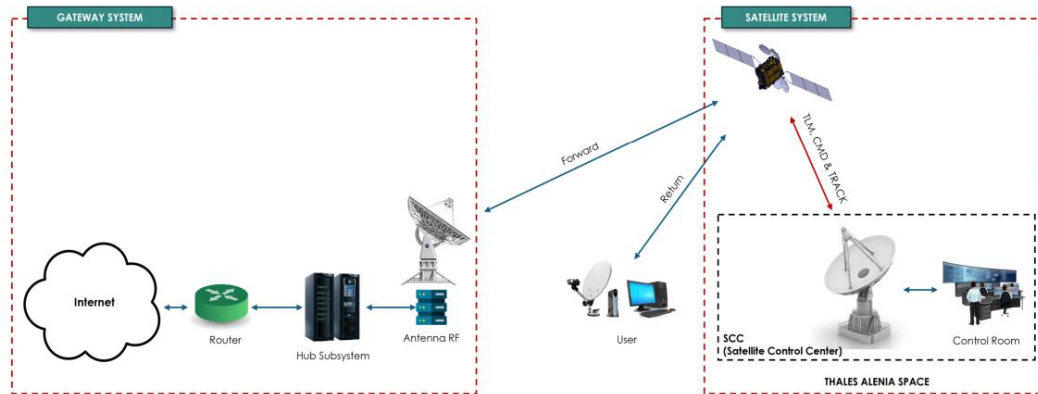 GATEWAY SYSTEM
SATELLITE SYSTEM
Forward
Return
TLM, CMD & TRACK
Internet
Router
Hub Subsystem
Antenna RF
User
SCC
(Satellite Control Center)
Control Room
THALES ALENIA SPACE